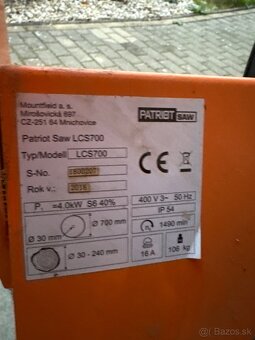 Mountfield a. s.
Mirošovická 697
CZ-251 64 Mnichovice
PATRIOT SAW
Patriot Saw LCS700
Typ/Modell: LCS700
S-No.
Rok v.: 2016
CE
P₁ =4.0kW S6 40%
400 V 3~ 50 Hz
IP 54
Ø 700 mm
Ø 30 mm
1490 min
Ø 30 - 240 mm
16 A
106 kg
bazos.sk